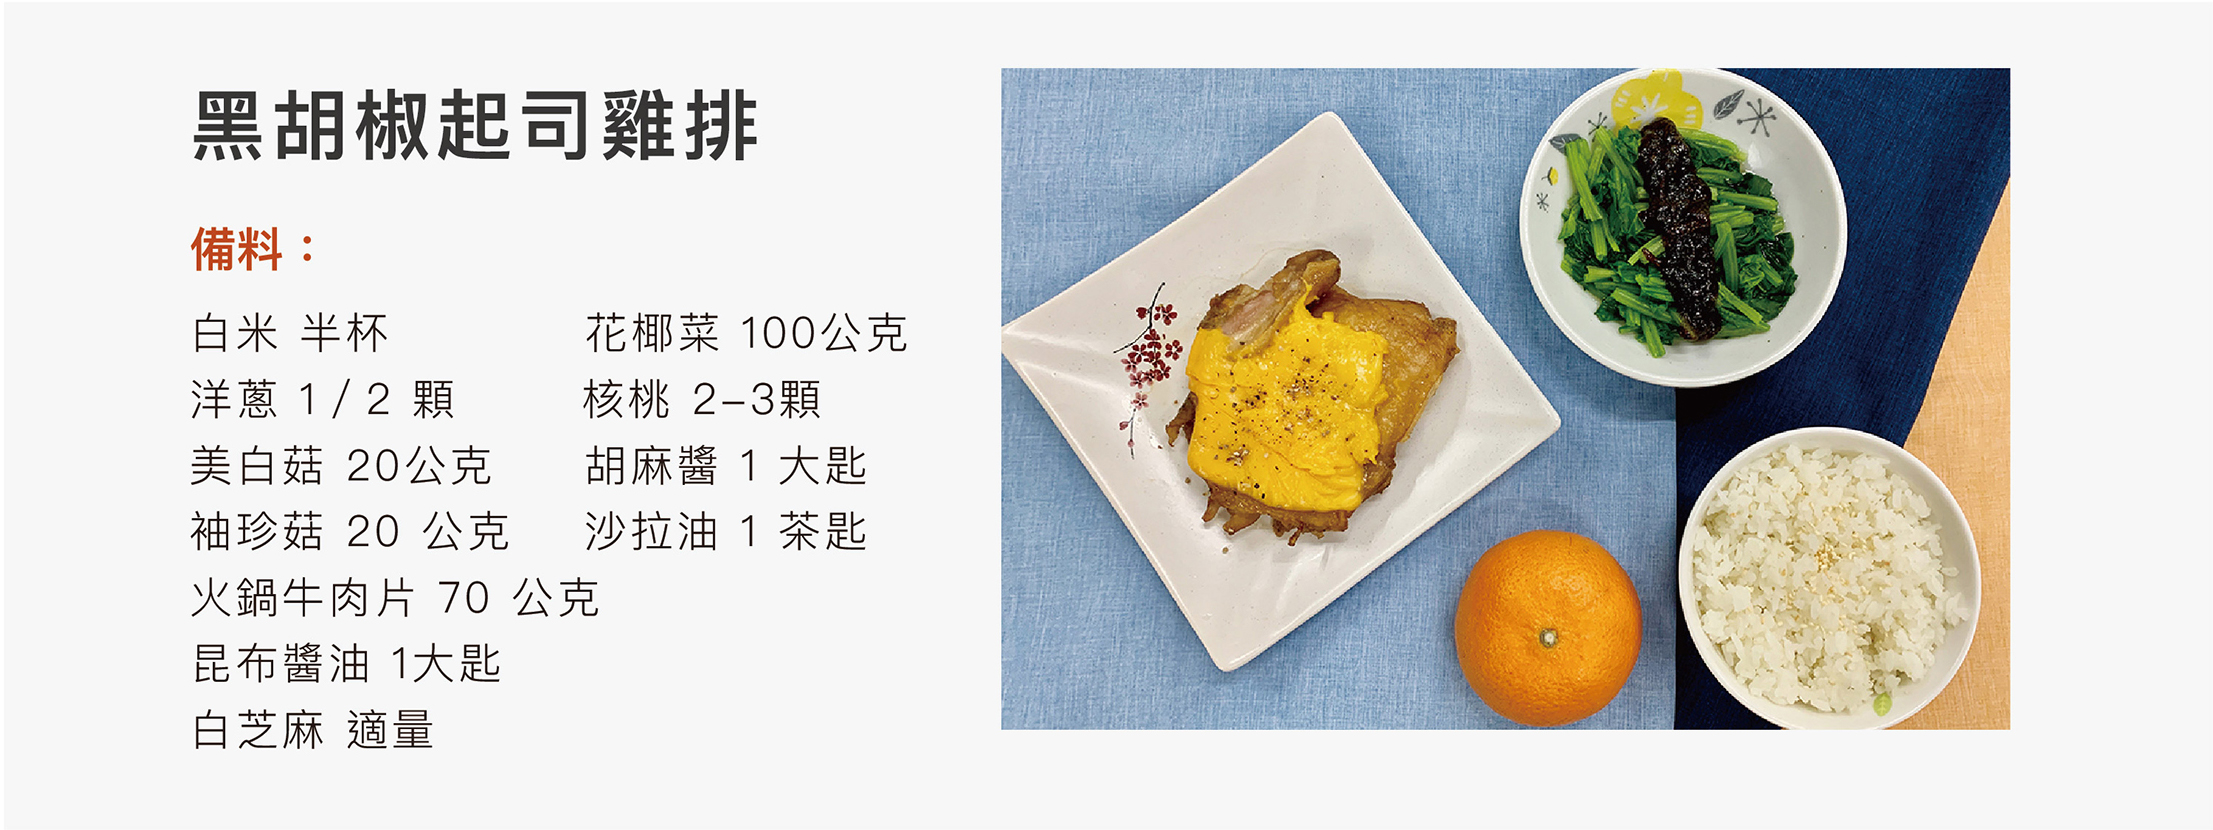 黑胡椒起司雞排
備料：
白米 半杯
洋蔥 1/2 顆
美白菇 20公克
袖珍菇 20 公克
火鍋牛肉片 70 公克
昆布醬油 1大匙
白芝麻 適量
花椰菜 100公克
核桃 2-3顆
胡麻醬 1 大匙
沙拉油 1 茶匙